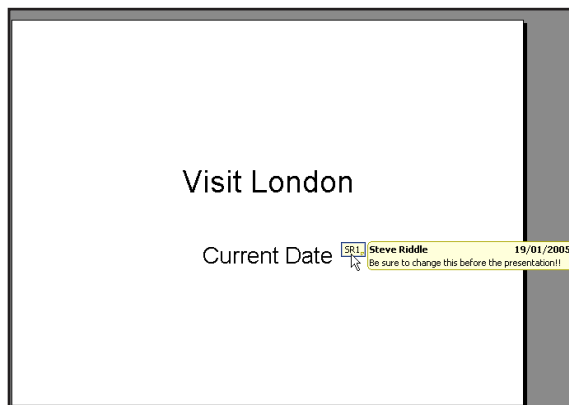 Visit London
Current Date SR1 Steve Riddle 19/01/2005
Be sure to change this before the presentation!!